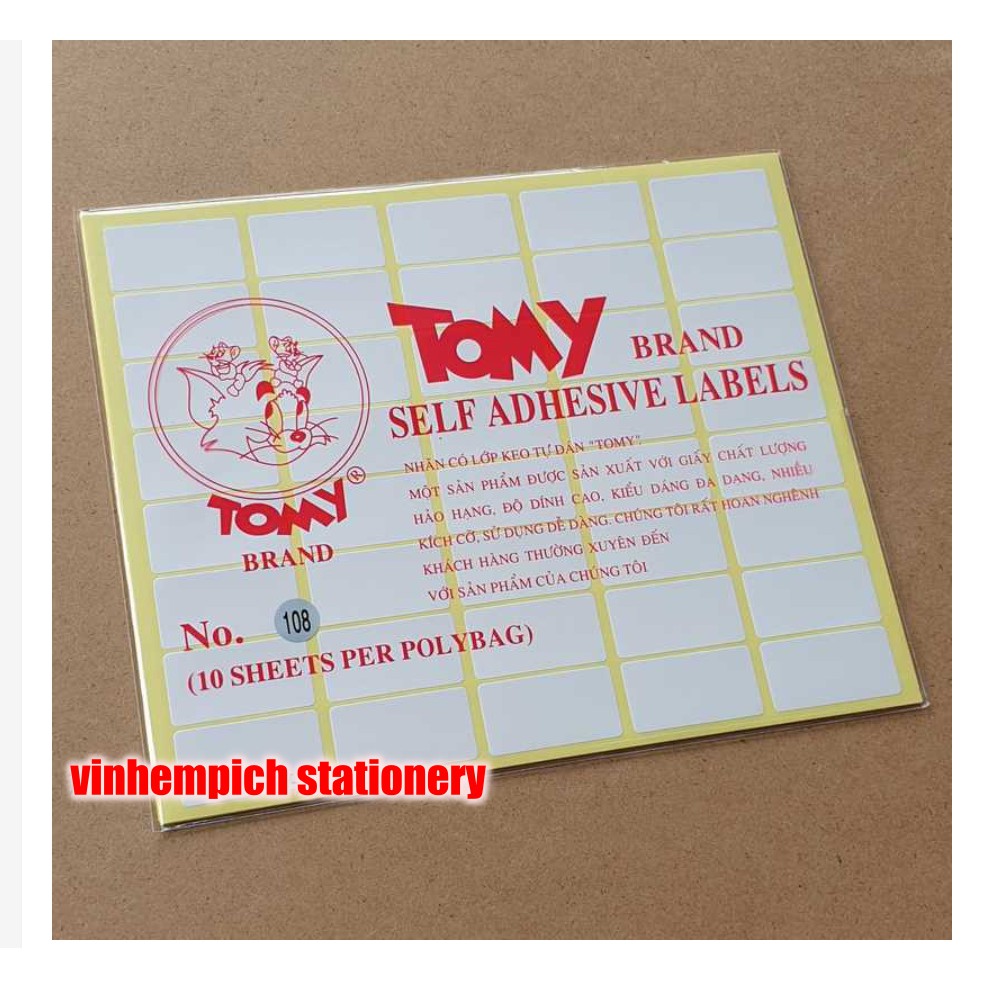 TOMY BRAND
SELF ADHESIVE LABELS
NHÃN CÓ LỚP KEO TỰ DÁN "TOMY".
MỘT SẢN PHẨM ĐƯỢC SẢN XUẤT VỚI GIẤY CHẤT LƯỢNG
HẢO HẠNG, ĐỘ DÍNH CAO, KIỂU DÁNG ĐA DẠNG, NHIỀU
KÍCH CỠ, SỬ DỤNG DỄ DÀNG. CHÚNG TÔI RẤT HOAN NGHÊNH
KHÁCH HÀNG THƯỜNG XUYÊN ĐẾN
VỚI SẢN PHẨM CỦA CHÚNG TÔI
TOMY®
BRAND
No. 108
(10 SHEETS PER POLYBAG)
vinhempich stationery